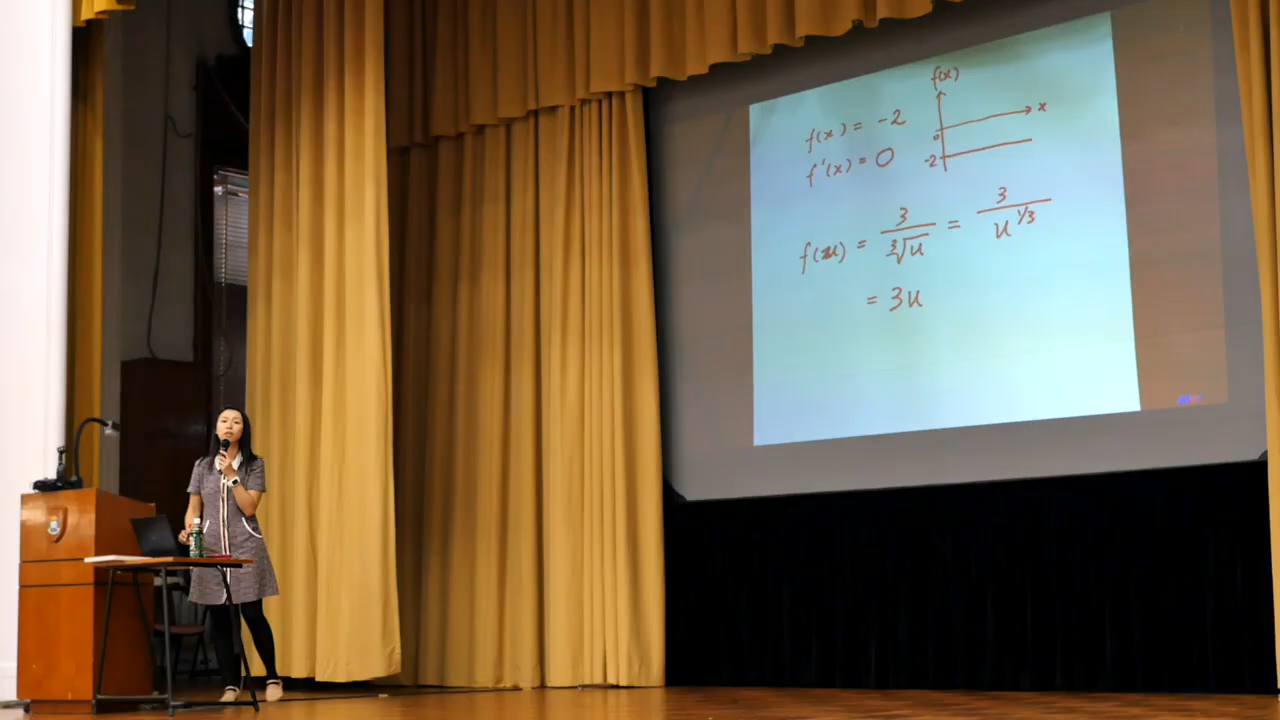 f(x) = -2
f'(x) = 0
f(x)
x
0
-2
f(u) = 3/∛u = 3/u^1/3
= 3u